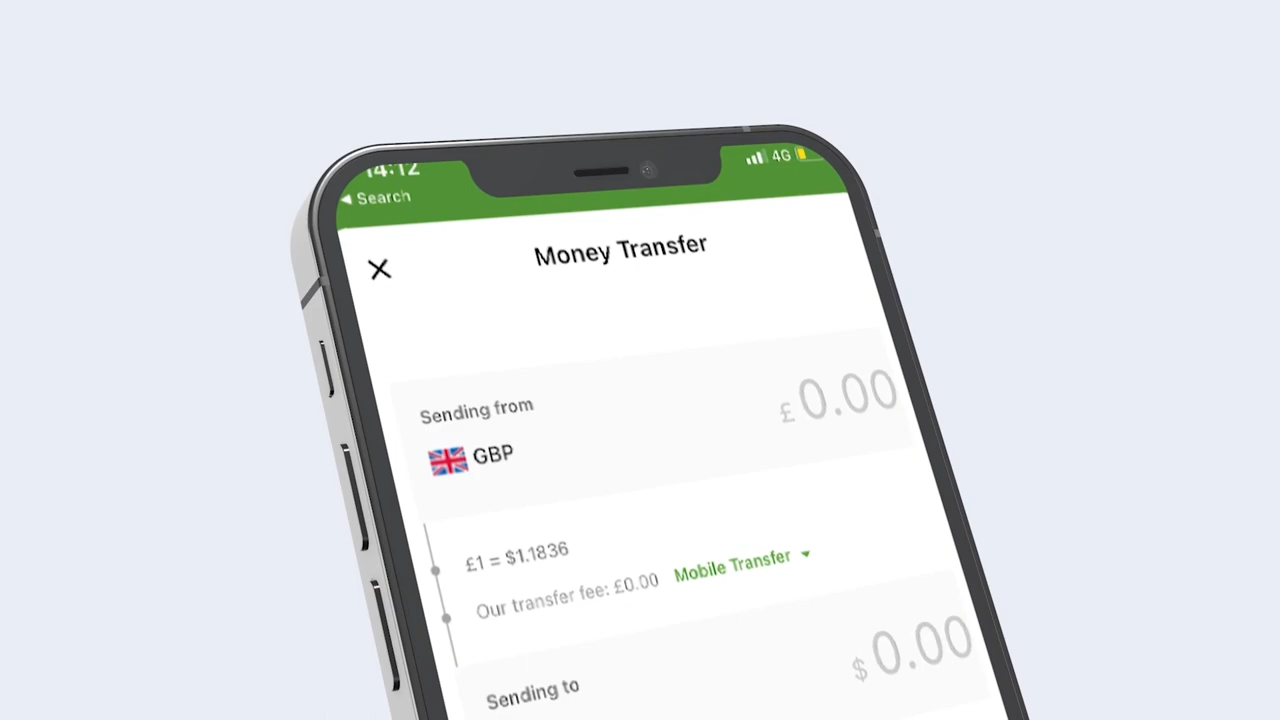 14:12
4G
◀ Search
Money Transfer
Sending from
£0.00
GBP
£1 = $1.1836
Our transfer fee: £0.00 Mobile Transfer
$0.00
Sending to